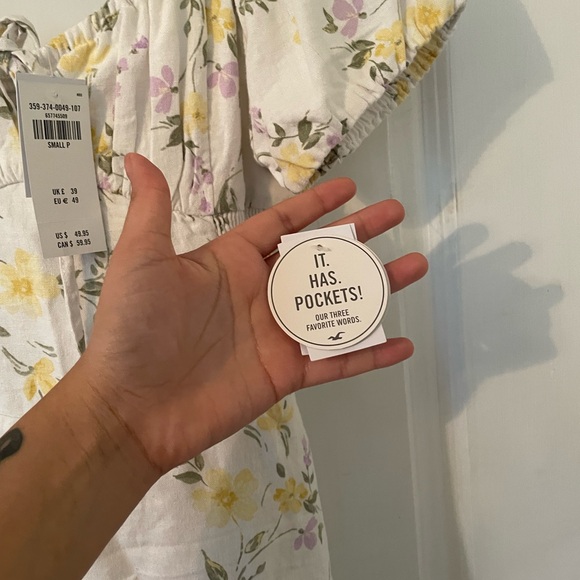 359-374-0049-107
657745509
SMALL P
UK £ 39
EU € 49
US $ 49.95
CAN $ 59.95
IT.
HAS.
POCKETS!
OUR THREE
FAVORITE WORDS.